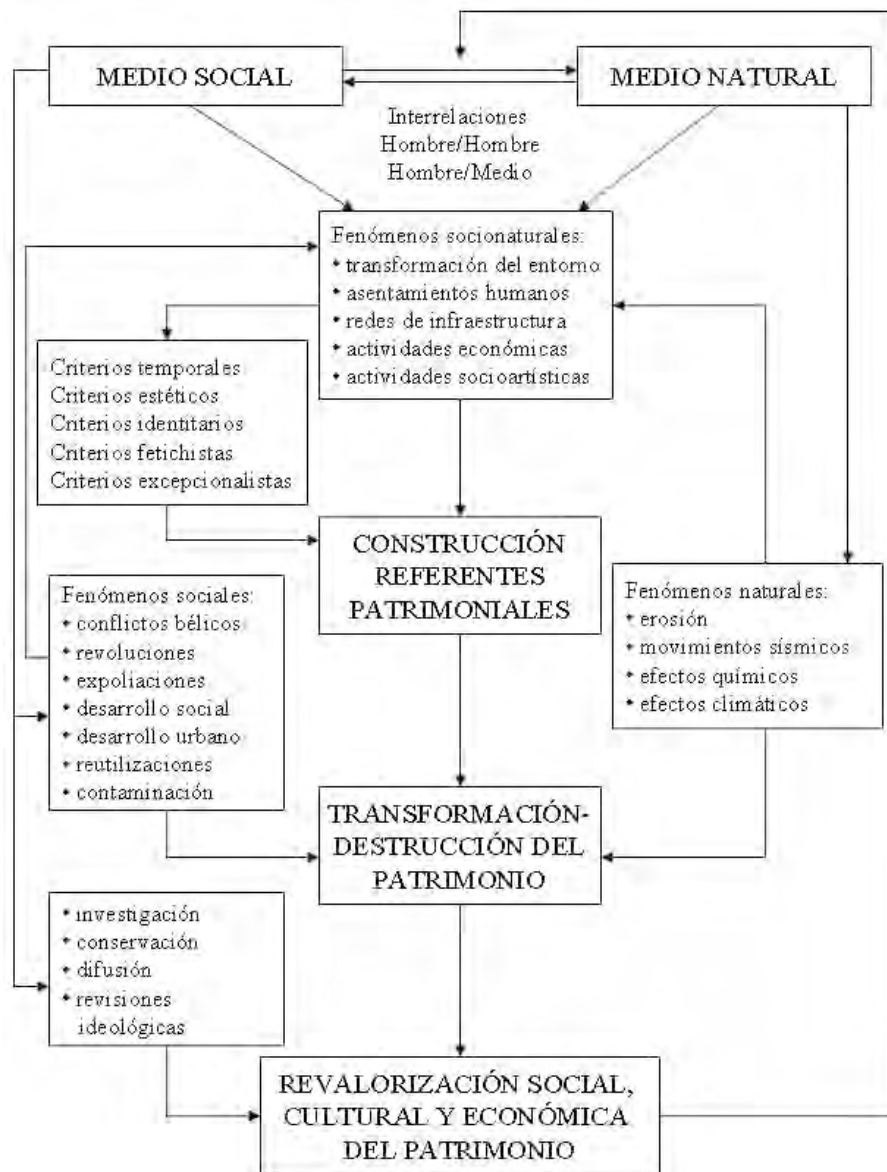 MEDIO SOCIAL
MEDIO NATURAL
Interrelaciones
Hombre/Hombre
Hombre/Medio
Fenómenos socionaturales:
* transformación del entorno
* asentamientos humanos
* redes de infraestructura
* actividades económicas
* actividades socioartísticas
Criterios temporales
Criterios estéticos
Criterios identitarios
Criterios fetichistas
Criterios excepcionalistas
CONSTRUCCIÓN
REFERENTES
PATRIMONIALES
Fenómenos sociales:
* conflictos bélicos
* revoluciones
* expoliaciones
* desarrollo social
* desarrollo urbano
* reutilizaciones
* contaminación
Fenómenos naturales:
* erosión
* movimientos sísmicos
* efectos químicos
* efectos climáticos
TRANSFORMACIÓN-
DESTRUCCIÓN DEL
PATRIMONIO
* investigación
* conservación
* difusión
* revisiones
ideológicas
REVALORIZACIÓN SOCIAL,
CULTURAL Y ECONÓMICA
DEL PATRIMONIO